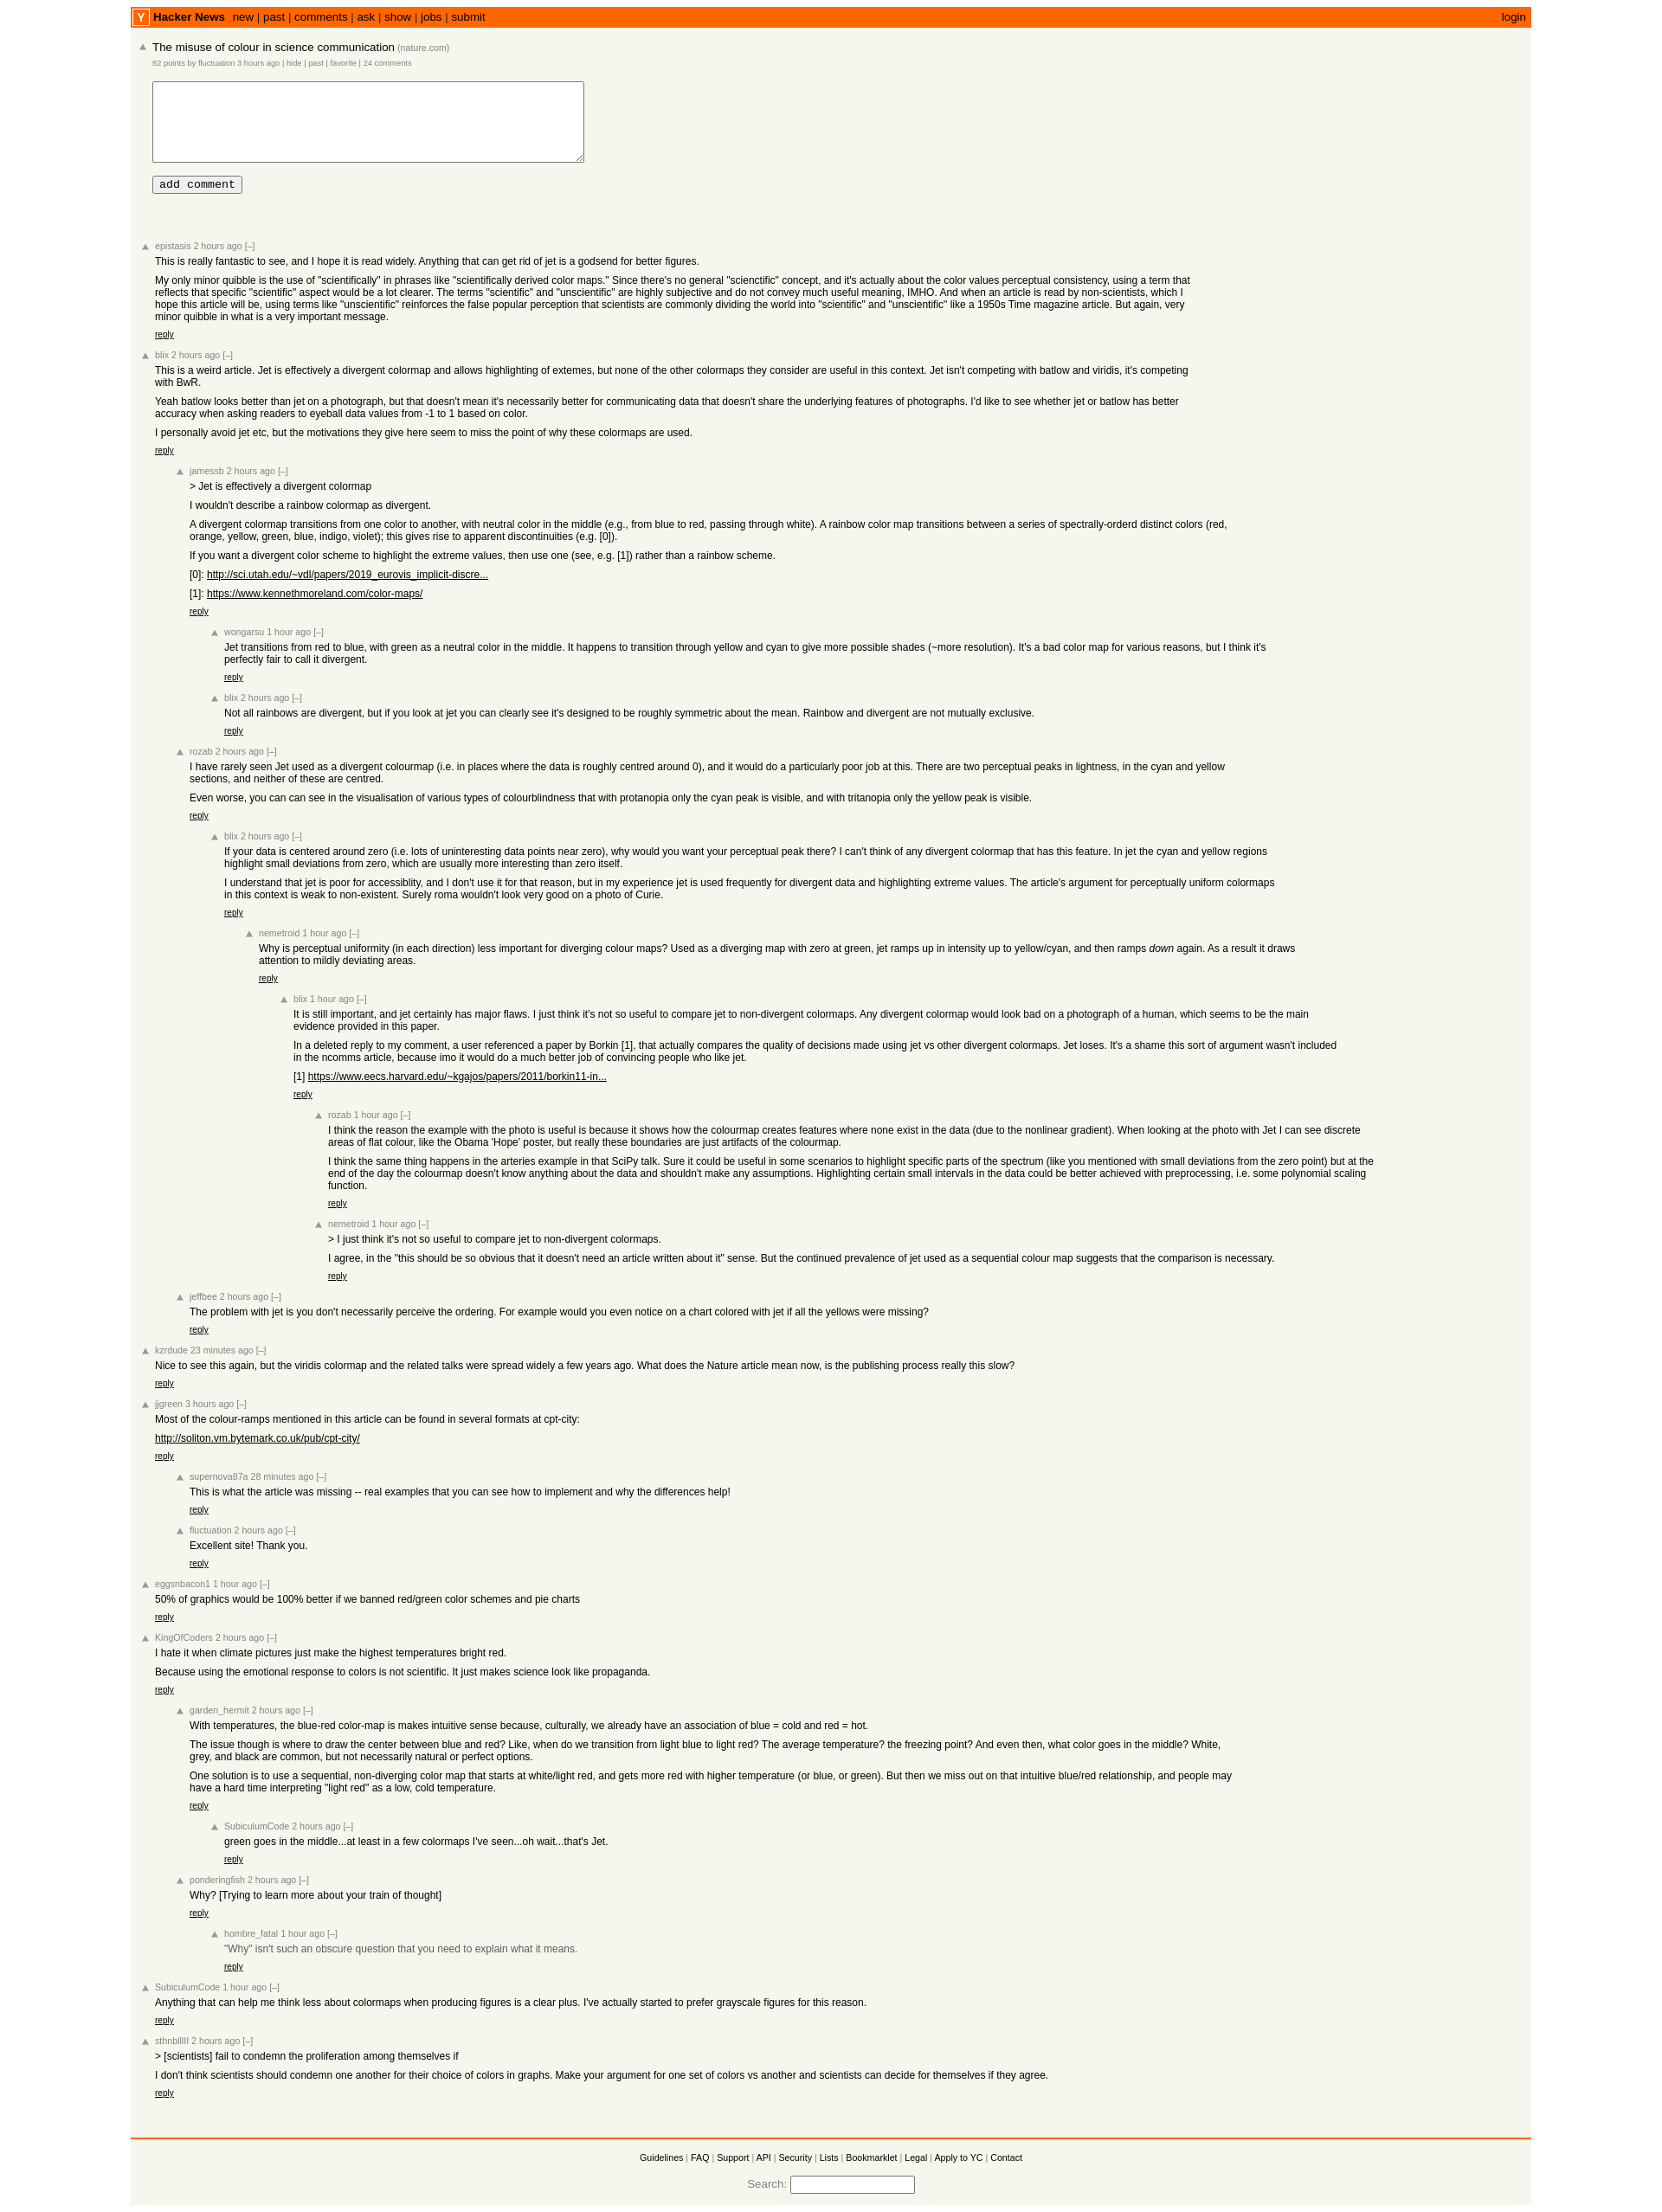 Y Hacker News new | past | comments | ask | show | jobs | submit login
The misuse of colour in science communication (nature.com)
82 points by fluctuation 3 hours ago | hide | past | favorite | 24 comments
add comment
epistasis 2 hours ago [–]
This is really fantastic to see, and I hope it is read widely. Anything that can get rid of jet is a godsend for better figures.
My only minor quibble is the use of "scientifically" in phrases like "scientifically derived color maps." Since there's no general "scienctific" concept, and it's actually about the color values perceptual consistency, using a term that
reflects that specific "scientific" aspect would be a lot clearer. The terms "scientific" and "unscientific" are highly subjective and do not convey much useful meaning, IMHO. And when an article is read by non-scientists, which I
hope this article will be, using terms like "unscientific" reinforces the false popular perception that scientists are commonly dividing the world into "scientific" and "unscientific" like a 1950s Time magazine article. But again, very
minor quibble in what is a very important message.
reply
blix 2 hours ago [–]
This is a weird article. Jet is effectively a divergent colormap and allows highlighting of extemes, but none of the other colormaps they consider are useful in this context. Jet isn't competing with batlow and viridis, it's competing
with BwR.
Yeah batlow looks better than jet on a photograph, but that doesn't mean it's necessarily better for communicating data that doesn't share the underlying features of photographs. I'd like to see whether jet or batlow has better
accuracy when asking readers to eyeball data values from -1 to 1 based on color.
I personally avoid jet etc, but the motivations they give here seem to miss the point of why these colormaps are used.
reply
jamessb 2 hours ago [–]
> Jet is effectively a divergent colormap
I wouldn't describe a rainbow colormap as divergent.
A divergent colormap transitions from one color to another, with neutral color in the middle (e.g., from blue to red, passing through white). A rainbow color map transitions between a series of spectrally-orderd distinct colors (red,
orange, yellow, green, blue, indigo, violet); this gives rise to apparent discontinuities (e.g. [0]).
If you want a divergent color scheme to highlight the extreme values, then use one (see, e.g. [1]) rather than a rainbow scheme.
[0]: http://sci.utah.edu/~vdl/papers/2019_eurovis_implicit-discre...
[1]: https://www.kennethmoreland.com/color-maps/
reply
wongarsu 1 hour ago [–]
Jet transitions from red to blue, with green as a neutral color in the middle. It happens to transition through yellow and cyan to give more possible shades (~more resolution). It's a bad color map for various reasons, but I think it's
perfectly fair to call it divergent.
reply
blix 2 hours ago [–]
Not all rainbows are divergent, but if you look at jet you can clearly see it's designed to be roughly symmetric about the mean. Rainbow and divergent are not mutually exclusive.
reply
rozab 2 hours ago [–]
I have rarely seen Jet used as a divergent colourmap (i.e. in places where the data is roughly centred around 0), and it would do a particularly poor job at this. There are two perceptual peaks in lightness, in the cyan and yellow
sections, and neither of these are centred.
Even worse, you can can see in the visualisation of various types of colourblindness that with protanopia only the cyan peak is visible, and with tritanopia only the yellow peak is visible.
reply
blix 2 hours ago [–]
If your data is centered around zero (i.e. lots of uninteresting data points near zero), why would you want your perceptual peak there? I can't think of any divergent colormap that has this feature. In jet the cyan and yellow regions
highlight small deviations from zero, which are usually more interesting than zero itself.
I understand that jet is poor for accessiblity, and I don't use it for that reason, but in my experience jet is used frequently for divergent data and highlighting extreme values. The article's argument for perceptually uniform colormaps
in this context is weak to non-existent. Surely roma wouldn't look very good on a photo of Curie.
reply
nemetroid 1 hour ago [–]
Why is perceptual uniformity (in each direction) less important for diverging colour maps? Used as a diverging map with zero at green, jet ramps up in intensity up to yellow/cyan, and then ramps down again. As a result it draws
attention to mildly deviating areas.
reply
blix 1 hour ago [–]
It is still important, and jet certainly has major flaws. I just think it's not so useful to compare jet to non-divergent colormaps. Any divergent colormap would look bad on a photograph of a human, which seems to be the main
evidence provided in this paper.
In a deleted reply to my comment, a user referenced a paper by Borkin [1], that actually compares the quality of decisions made using jet vs other divergent colormaps. Jet loses. It's a shame this sort of argument wasn't included
in the ncomms article, because imo it would do a much better job of convincing people who like jet.
[1] https://www.eecs.harvard.edu/~kgajos/papers/2011/borkin11-in...
reply
rozab 1 hour ago [–]
I think the reason the example with the photo is useful is because it shows how the colourmap creates features where none exist in the data (due to the nonlinear gradient). When looking at the photo with Jet I can see discrete
areas of flat colour, like the Obama 'Hope' poster, but really these boundaries are just artifacts of the colourmap.
I think the same thing happens in the arteries example in that SciPy talk. Sure it could be useful in some scenarios to highlight specific parts of the spectrum (like you mentioned with small deviations from the zero point) but at the
end of the day the colourmap doesn't know anything about the data and shouldn't make any assumptions. Highlighting certain small intervals in the data could be better achieved with preprocessing, i.e. some polynomial scaling
function.
reply
nemetroid 1 hour ago [–]
> I just think it's not so useful to compare jet to non-divergent colormaps.
I agree, in the "this should be so obvious that it doesn't need an article written about it" sense. But the continued prevalence of jet used as a sequential colour map suggests that the comparison is necessary.
reply
jeffbee 2 hours ago [–]
The problem with jet is you don't necessarily perceive the ordering. For example would you even notice on a chart colored with jet if all the yellows were missing?
reply
kzrdude 23 minutes ago [–]
Nice to see this again, but the viridis colormap and the related talks were spread widely a few years ago. What does the Nature article mean now, is the publishing process really this slow?
reply
jjgreen 3 hours ago [–]
Most of the colour-ramps mentioned in this article can be found in several formats at cpt-city:
http://soliton.vm.bytemark.co.uk/pub/cpt-city/
reply
supernova87a 28 minutes ago [–]
This is what the article was missing -- real examples that you can see how to implement and why the differences help!
reply
fluctuation 2 hours ago [–]
Excellent site! Thank you.
reply
eggsnbacon1 1 hour ago [–]
50% of graphics would be 100% better if we banned red/green color schemes and pie charts
reply
KingOfCoders 2 hours ago [–]
I hate it when climate pictures just make the highest temperatures bright red.
Because using the emotional response to colors is not scientific. It just makes science look like propaganda.
reply
garden_hermit 2 hours ago [–]
With temperatures, the blue-red color-map is makes intuitive sense because, culturally, we already have an association of blue = cold and red = hot.
The issue though is where to draw the center between blue and red? Like, when do we transition from light blue to light red? The average temperature? the freezing point? And even then, what color goes in the middle? White,
grey, and black are common, but not necessarily natural or perfect options.
One solution is to use a sequential, non-diverging color map that starts at white/light red, and gets more red with higher temperature (or blue, or green). But then we miss out on that intuitive blue/red relationship, and people may
have a hard time interpreting "light red" as a low, cold temperature.
reply
SubiculumCode 2 hours ago [–]
green goes in the middle...at least in a few colormaps I've seen...oh wait...that's Jet.
reply
ponderingfish 2 hours ago [–]
Why? [Trying to learn more about your train of thought]
reply
hombre_fatal 1 hour ago [–]
"Why" isn't such an obscure question that you need to explain what it means.
reply
SubiculumCode 1 hour ago [–]
Anything that can help me think less about colormaps when producing figures is a clear plus. I've actually started to prefer grayscale figures for this reason.
reply
2 hours ago [–]
> [scientists] fail to condemn the proliferation among themselves if
I don't think scientists should condemn one another for their choice of colors in graphs. Make your argument for one set of colors vs another and scientists can decide for themselves if they agree.
reply
Guidelines | FAQ | Support | API | Security | Lists | Bookmarklet | Legal | Apply to YC | Contact
Search: